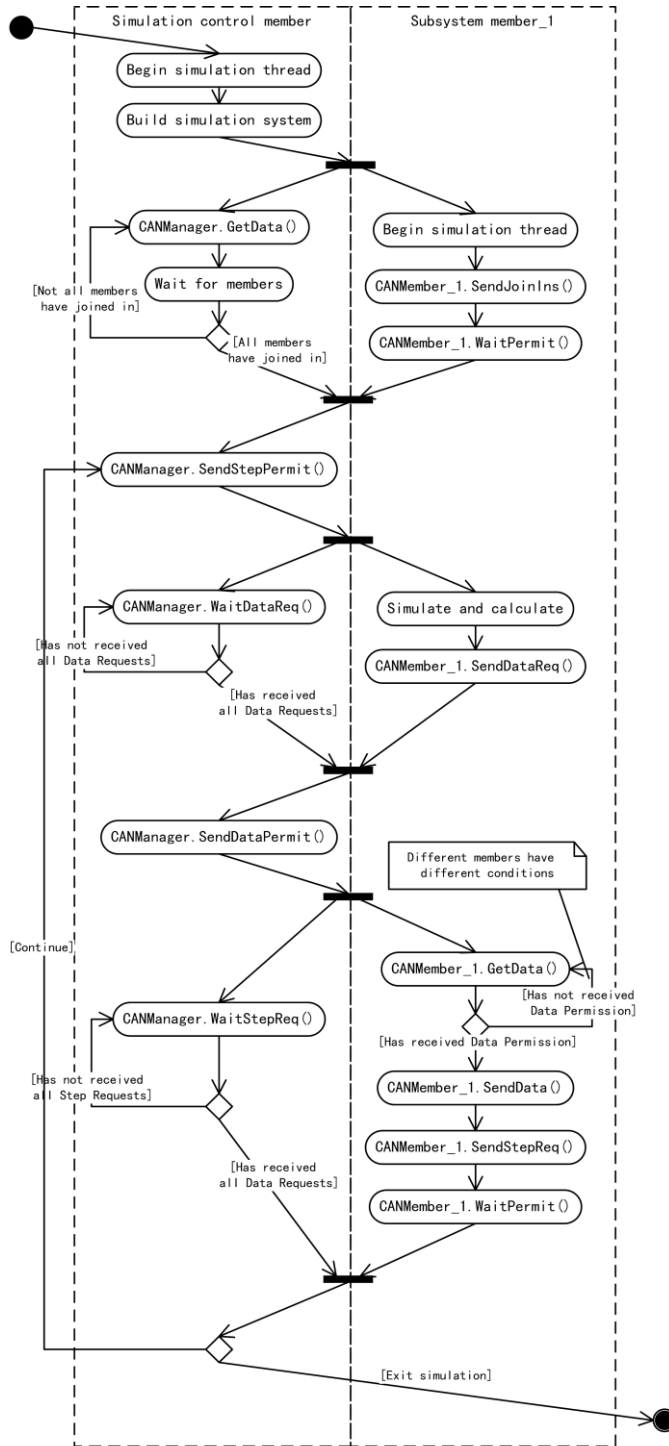 Simulation control member
Subsystem member_1
Begin simulation thread
Build simulation system
CANManager.GetData()
Begin simulation thread
Wait for members
CANMember_1.SendJoinIns()
[Not all members
have joined in]
[All members
have joined in]
CANMember_1.WaitPermit()
CANManager.SendStepPermit()
CANManager.WaitDataReq()
Simulate and calculate
[Has not received
all Data Requests]
CANMember_1.SendDataReq()
[Has received
all Data Requests]
CANManager.SendDataPermit()
Different members have
different conditions
[Continue]
CANMember_1.GetData()
[Has not received
Data Permission]
CANManager.WaitStepReq()
[Has received Data Permission]
[Has not received
all Step Requests]
CANMember_1.SendData()
CANMember_1.SendStepReq()
[Has received
all Data Requests]
CANMember_1.WaitPermit()
[Exit simulation]